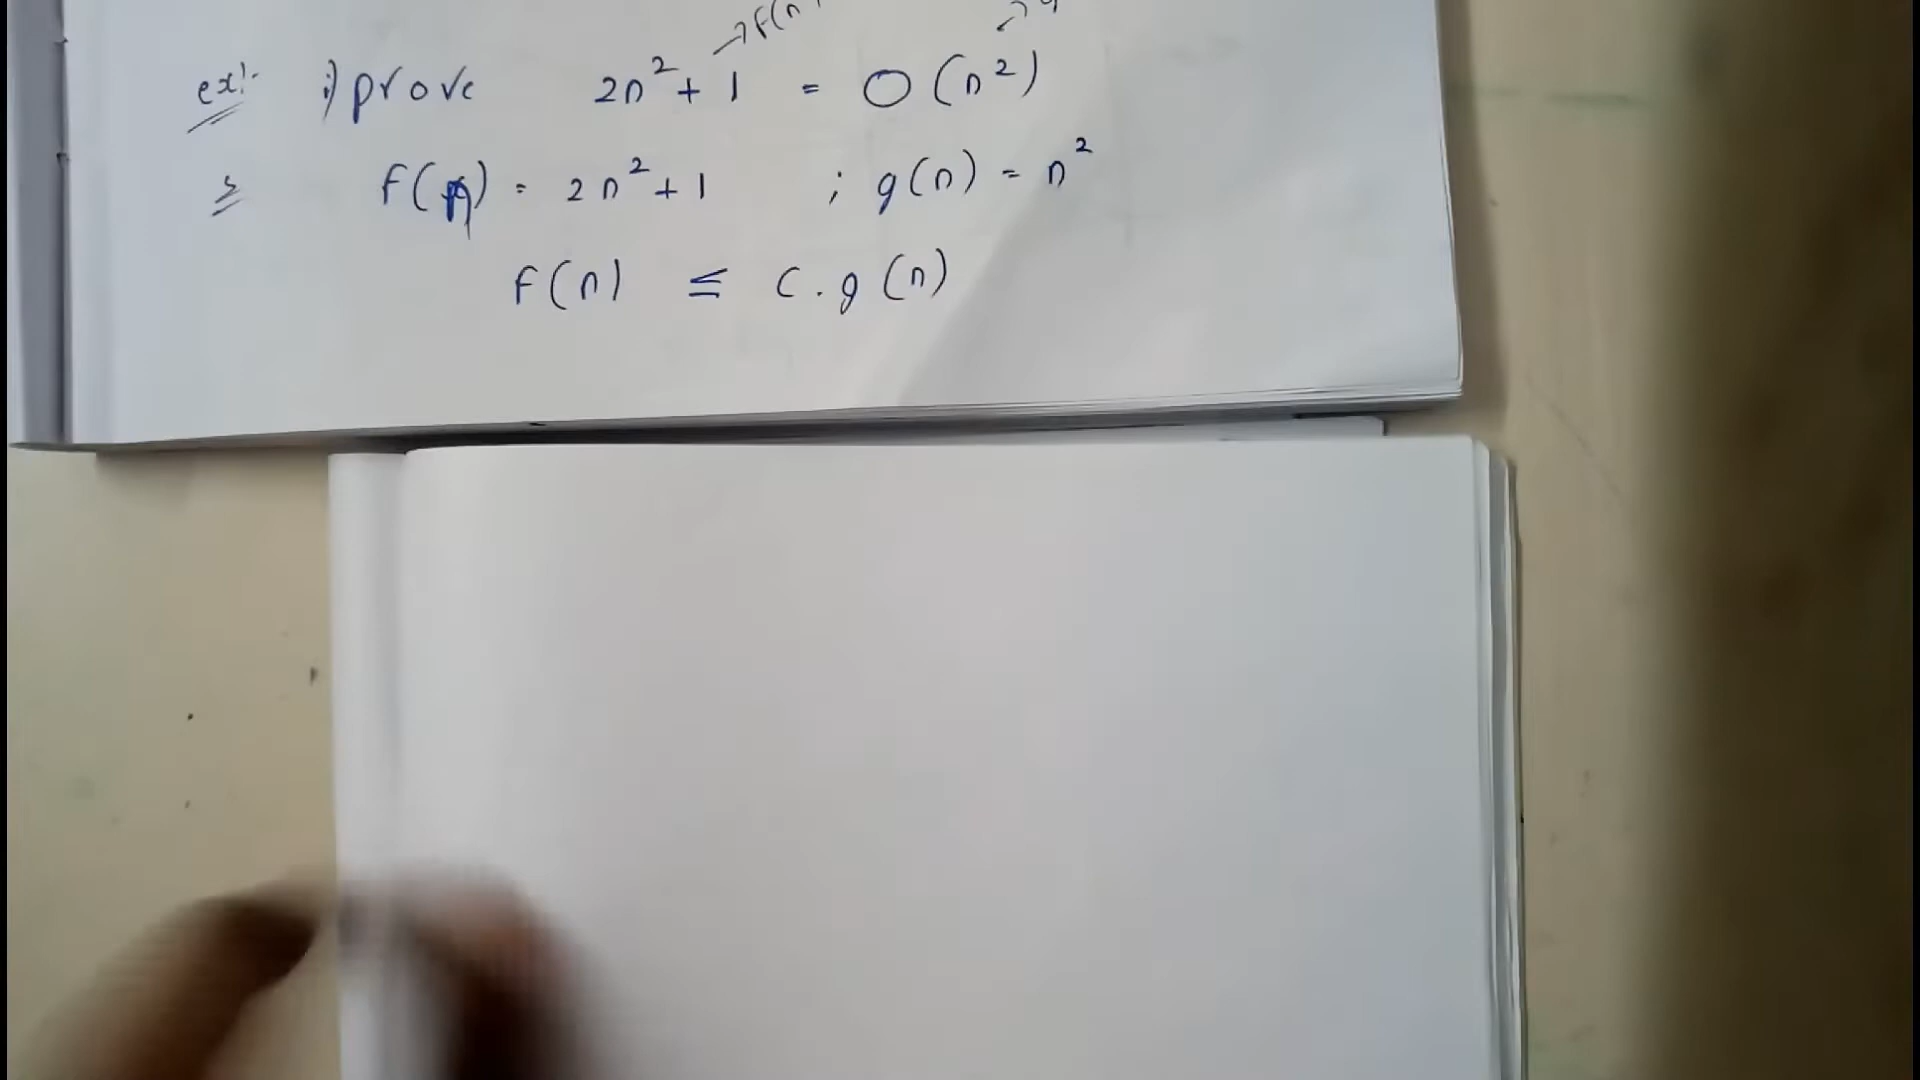 → f(n
ex:- i) prove 2n² + 1 = O(n²)
f(n) = 2n² + 1 ; g(n) = n²
f(n) ≤ c.g(n)